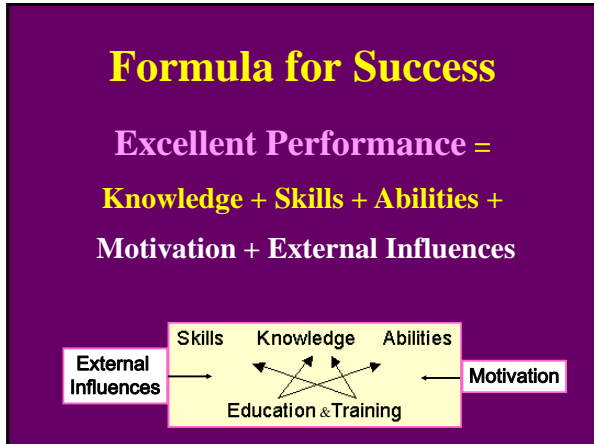 Formula for Success
Excellent Performance =
Knowledge + Skills + Abilities +
Motivation + External Influences
Skills Knowledge Abilities
External
Influences
Motivation
Education & Training